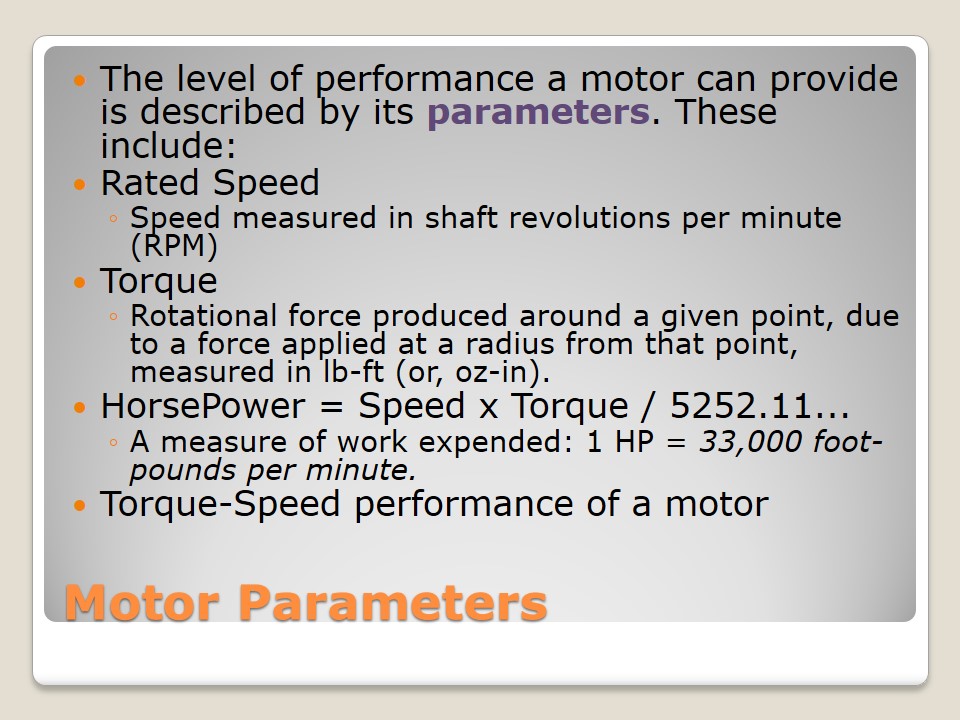 The level of performance a motor can provide
is described by its parameters. These
include:
Rated Speed
Speed measured in shaft revolutions per minute
(RPM)
Torque
Rotational force produced around a given point, due
to a force applied at a radius from that point,
measured in lb-ft (or, oz-in).
HorsePower = Speed x Torque / 5252.11...
A measure of work expended: 1 HP = 33,000 foot-
pounds per minute.
Torque-Speed performance of a motor
Motor Parameters